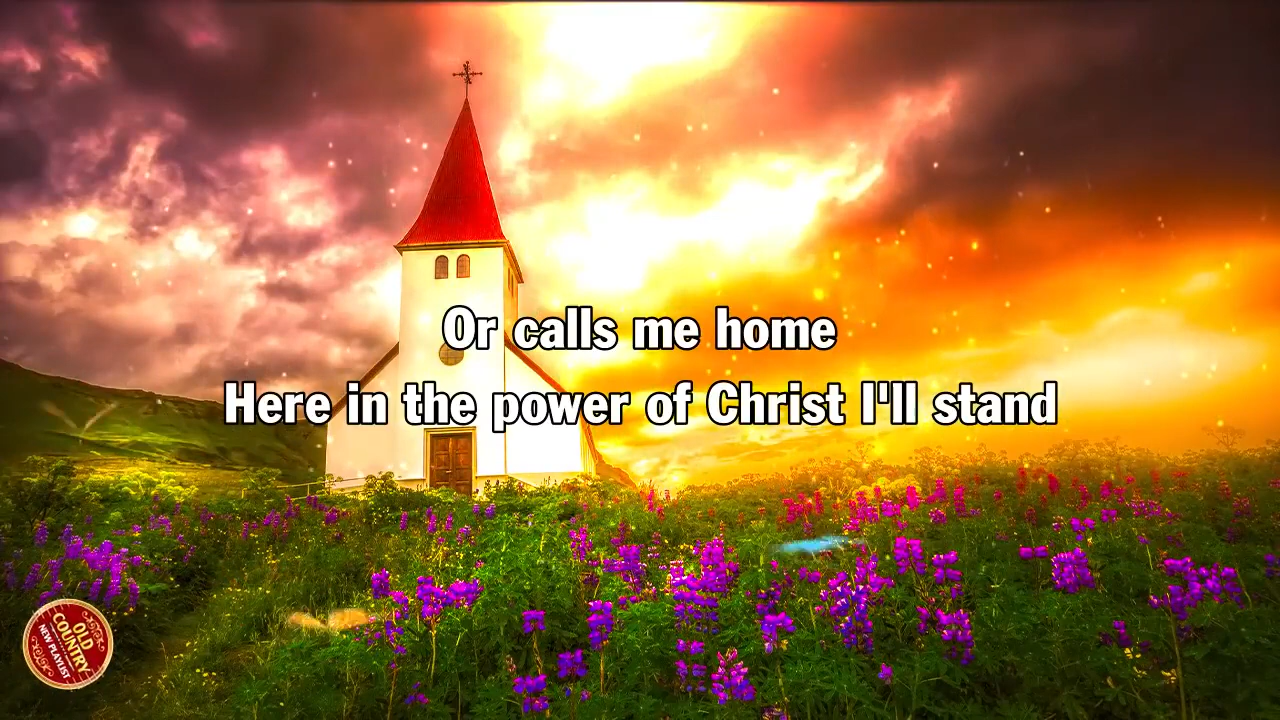 Or calls me home
Here in the power of Christ I'll stand
OLD
COUNTRY
NEW PLAYLIST